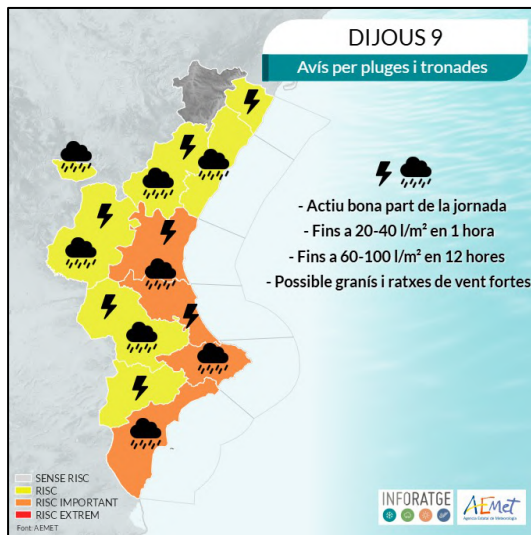 DIJOUS 9
Avís per pluges i tronades
- Actiu bona part de la jornada
- Fins a 20-40 l/m² en 1 hora
- Fins a 60-100 l/m² en 12 hores
- Possible granís i ratxes de vent fortes
SENSE RISC
RISC
RISC IMPORTANT
RISC EXTREM
Font: AEMET
INFORATGE
AEMet
Agencia Estatal de Meteorología